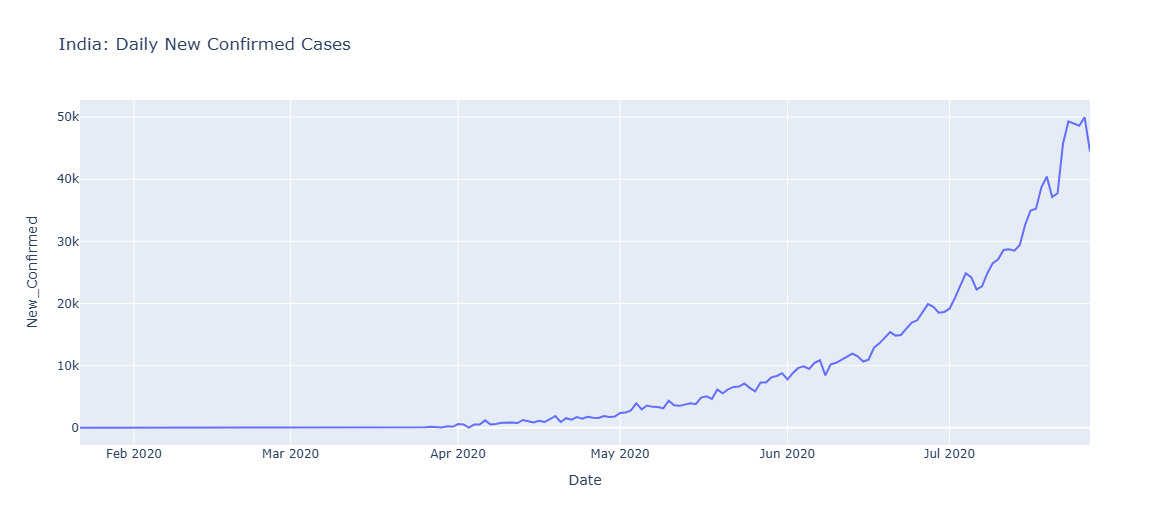 India: Daily New Confirmed Cases
50k
40k
30k
20k
10k
0
New_Confirmed
Feb 2020
Mar 2020
Apr 2020
May 2020
Jun 2020
Jul 2020
Date